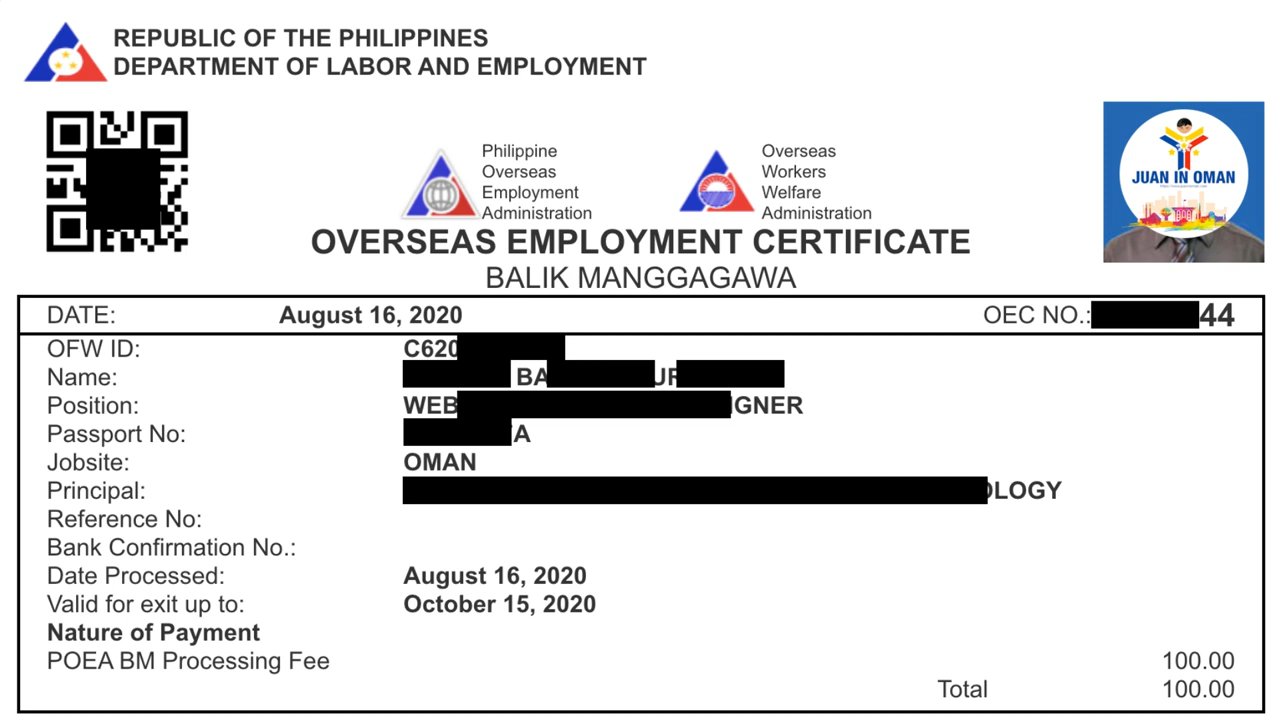 REPUBLIC OF THE PHILIPPINES
DEPARTMENT OF LABOR AND EMPLOYMENT
Philippine
Overseas
Employment
Administration
Overseas
Workers
Welfare
Administration
JUAN IN OMAN
OVERSEAS EMPLOYMENT CERTIFICATE
BALIK MANGGAGAWA
DATE: August 16, 2020 OEC NO.: 44
OFW ID: C620
Name: BA UR
Position: WEB IGNER
Passport No: A
Jobsite: OMAN
Principal: OLOGY
Reference No:
Bank Confirmation No.:
Date Processed: August 16, 2020
Valid for exit up to: October 15, 2020
Nature of Payment
POEA BM Processing Fee 100.00
Total 100.00